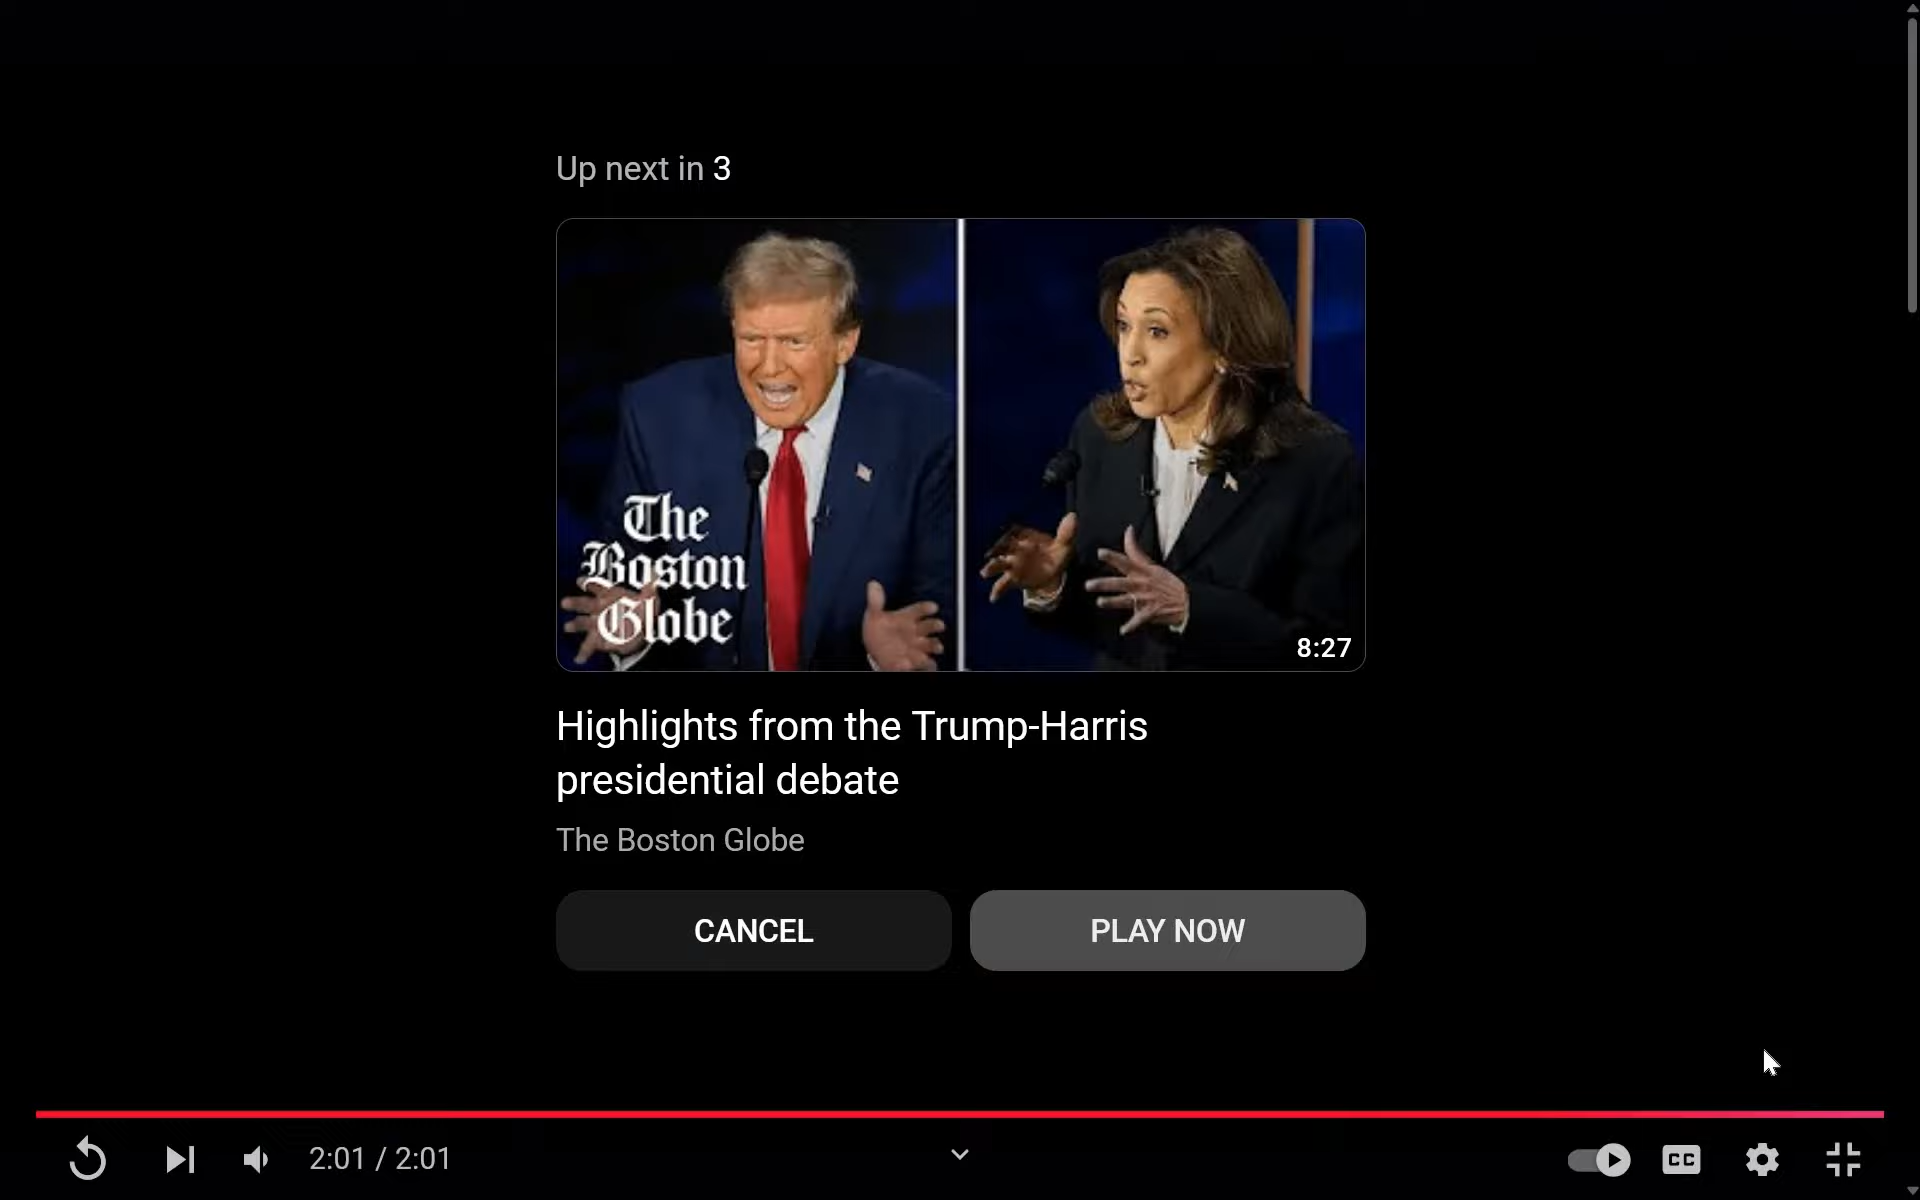 Up next in 3
The
Boston
Globe
8:27
Highlights from the Trump-Harris
presidential debate
The Boston Globe
CANCEL
PLAY NOW
2:01 / 2:01
CC